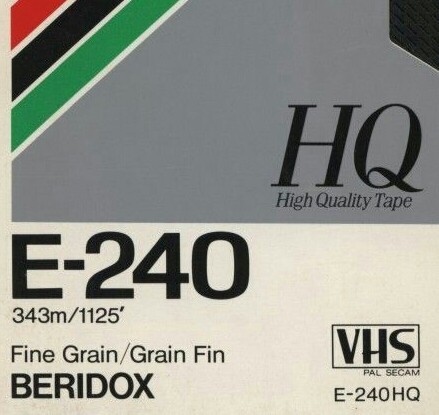 HQ
High Quality Tape
E-240
343m/1125′
Fine Grain/Grain Fin
BERIDOX
VHS
PAL SECAM
E-240HQ